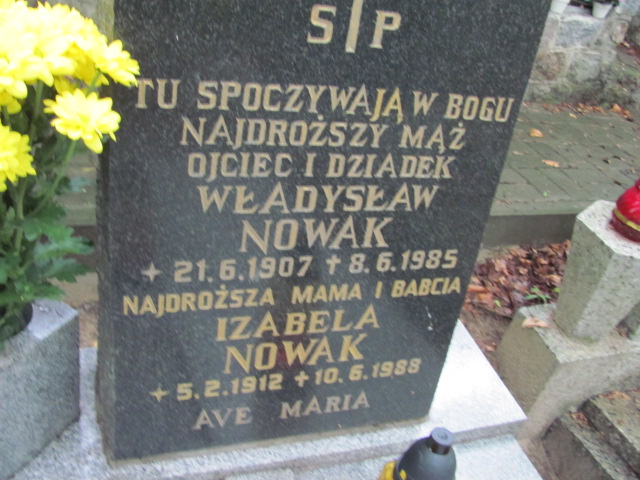 S P
TU SPOCZYWAJĄ W BOGU
NAJDROŻSZY MĄŻ
OJCIEC I DZIADEK
WŁADYSŁAW
NOWAK
+ 21.6.1907 + 8.6.1985
NAJDROŻSZA MAMA I BABCIA
IZABELA
NOWAK
+ 5.2.1912 + 10.6.1988
AVE MARIA